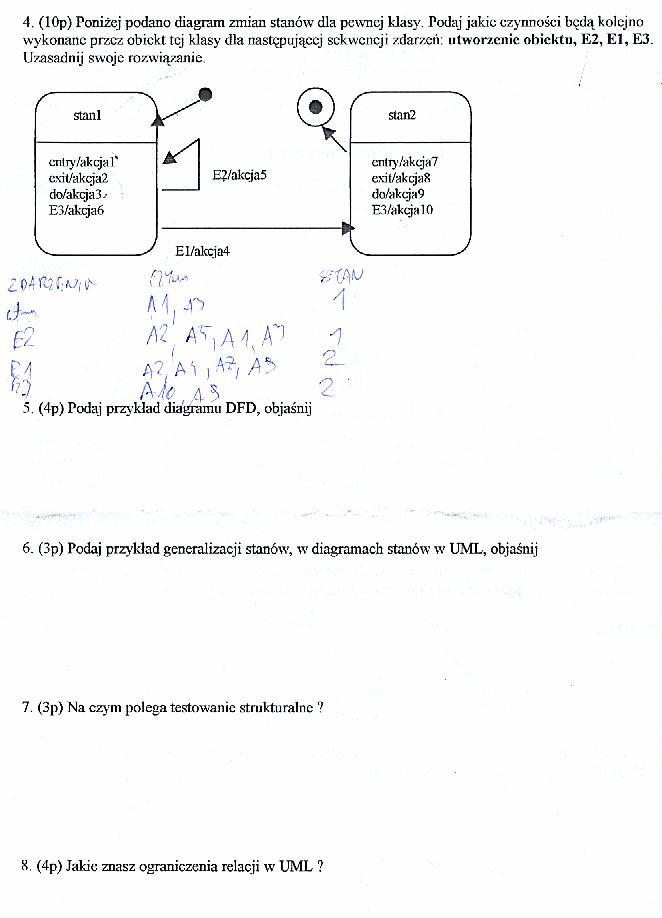 4. (10p) Poniżej podano diagram zmian stanów dla pewnej klasy. Podaj jakie czynności będą kolejno
wykonane przez obiekt tej klasy dla następującej sekwencji zdarzeń: utworzenie obiektu, E2, E1, E3.
Uzasadnij swoje rozwiązanie.
stan1
stan2
entry/akcja1
exit/akcja2
do/akcja3
E3/akcja6
E2/akcja5
entry/akcja7
exit/akcja8
do/akcja9
E3/akcja10
E1/akcja4
ZDARZENIA STAN
A1, A3 1
E2 A2, A5, A1, A3 1
E1 A2, A4, A7, A9 2
A10, A9 2
5. (4p) Podaj przykład diagramu DFD, objaśnij
6. (3p) Podaj przykład generalizacji stanów, w diagramach stanów w UML, objaśnij
7. (3p) Na czym polega testowanie strukturalne ?
8. (4p) Jakie znasz ograniczenia relacji w UML ?